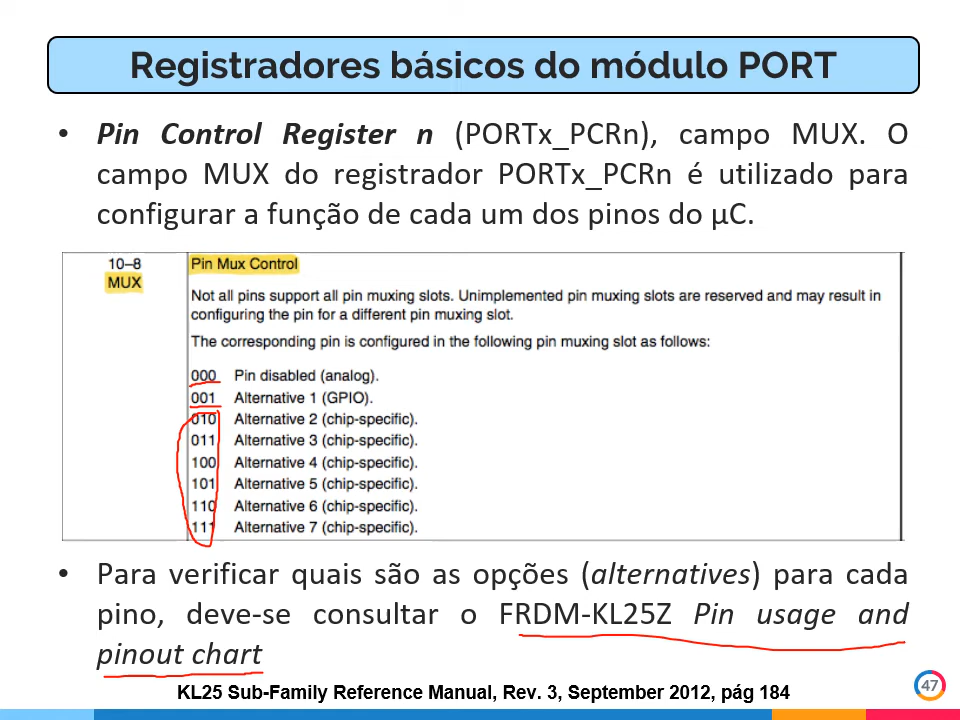 Registradores básicos do módulo PORT
• Pin Control Register n (PORTx_PCRn), campo MUX. O
campo MUX do registrador PORTx_PCRn é utilizado para
configurar a função de cada um dos pinos do µC.
10–8 Pin Mux Control
MUX
Not all pins support all pin muxing slots. Unimplemented pin muxing slots are reserved and may result in
configuring the pin for a different pin muxing slot.
The corresponding pin is configured in the following pin muxing slot as follows:
000 Pin disabled (analog).
001 Alternative 1 (GPIO).
010 Alternative 2 (chip-specific).
011 Alternative 3 (chip-specific).
100 Alternative 4 (chip-specific).
101 Alternative 5 (chip-specific).
110 Alternative 6 (chip-specific).
111 Alternative 7 (chip-specific).
• Para verificar quais são as opções (alternatives) para cada
pino, deve-se consultar o FRDM-KL25Z Pin usage and
pinout chart
KL25 Sub-Family Reference Manual, Rev. 3, September 2012, pág 184
47